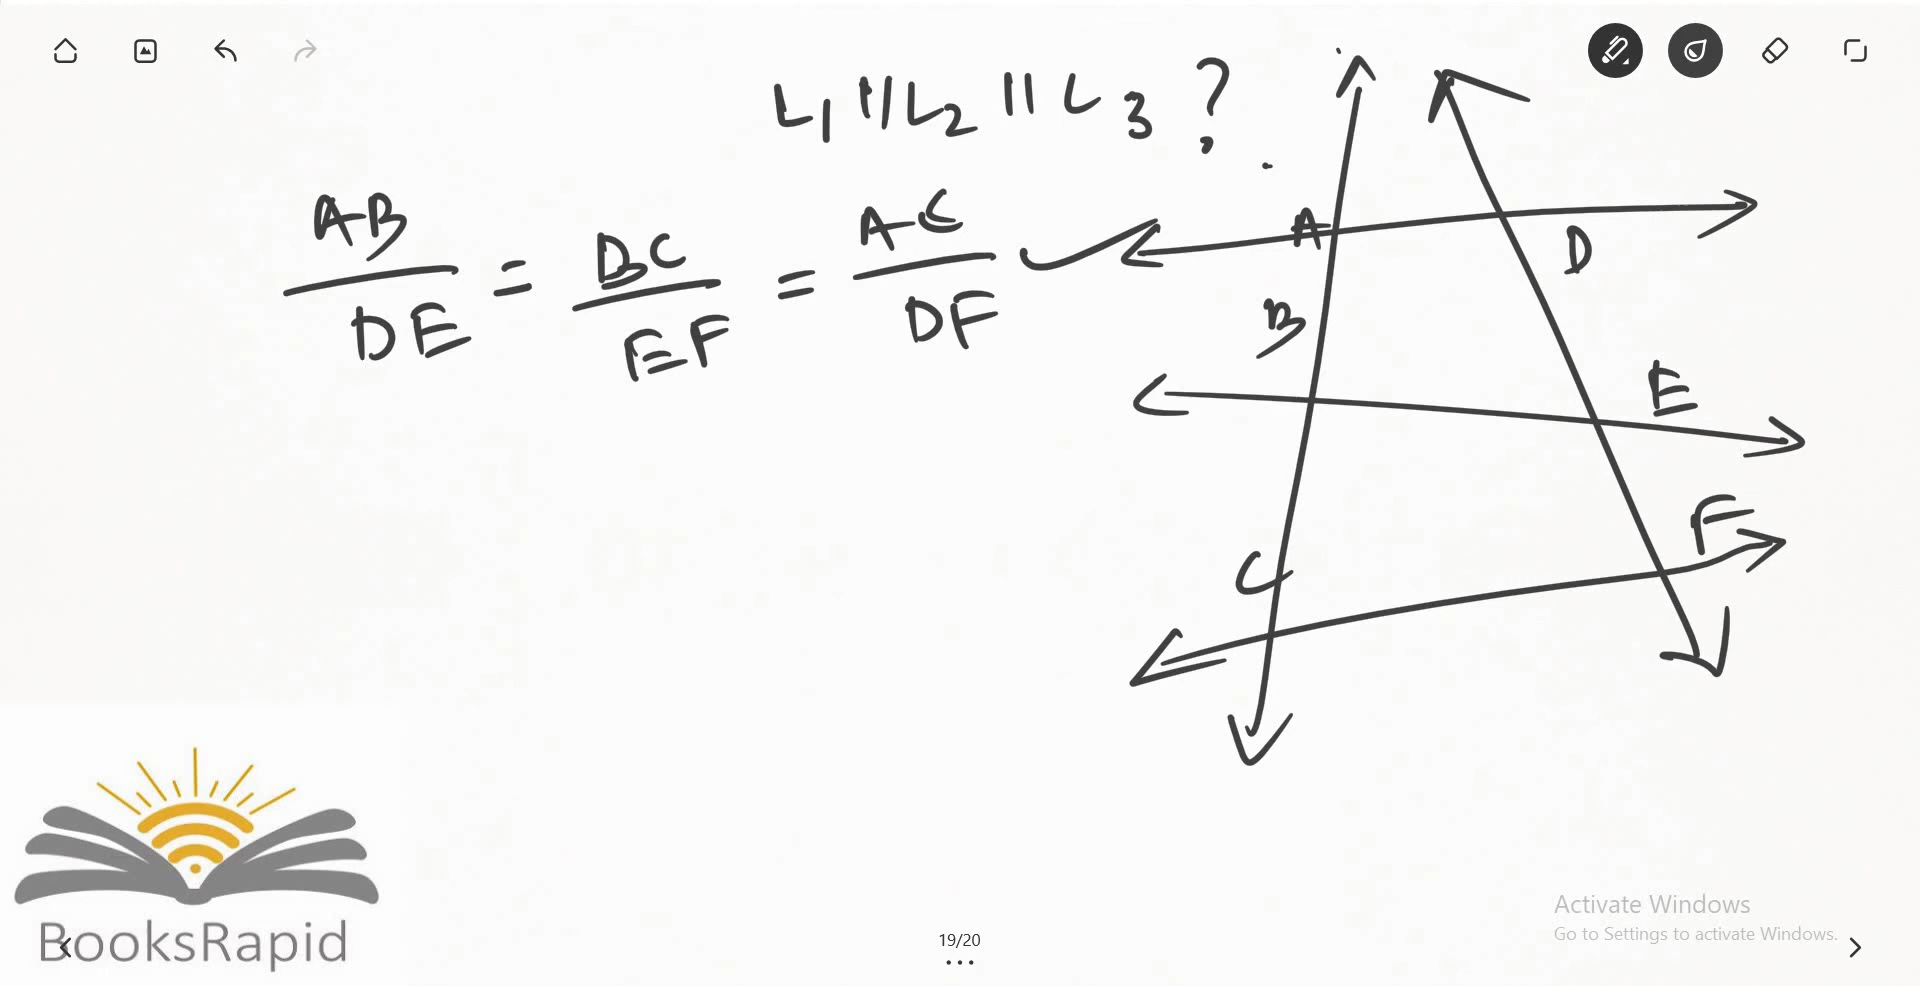 L1 || L2 || L3 ?
AB/DE = BC/EF = AC/DF
A
D
B
E
F
C
BooksRapid
19/20
Activate Windows
Go to Settings to activate Windows.